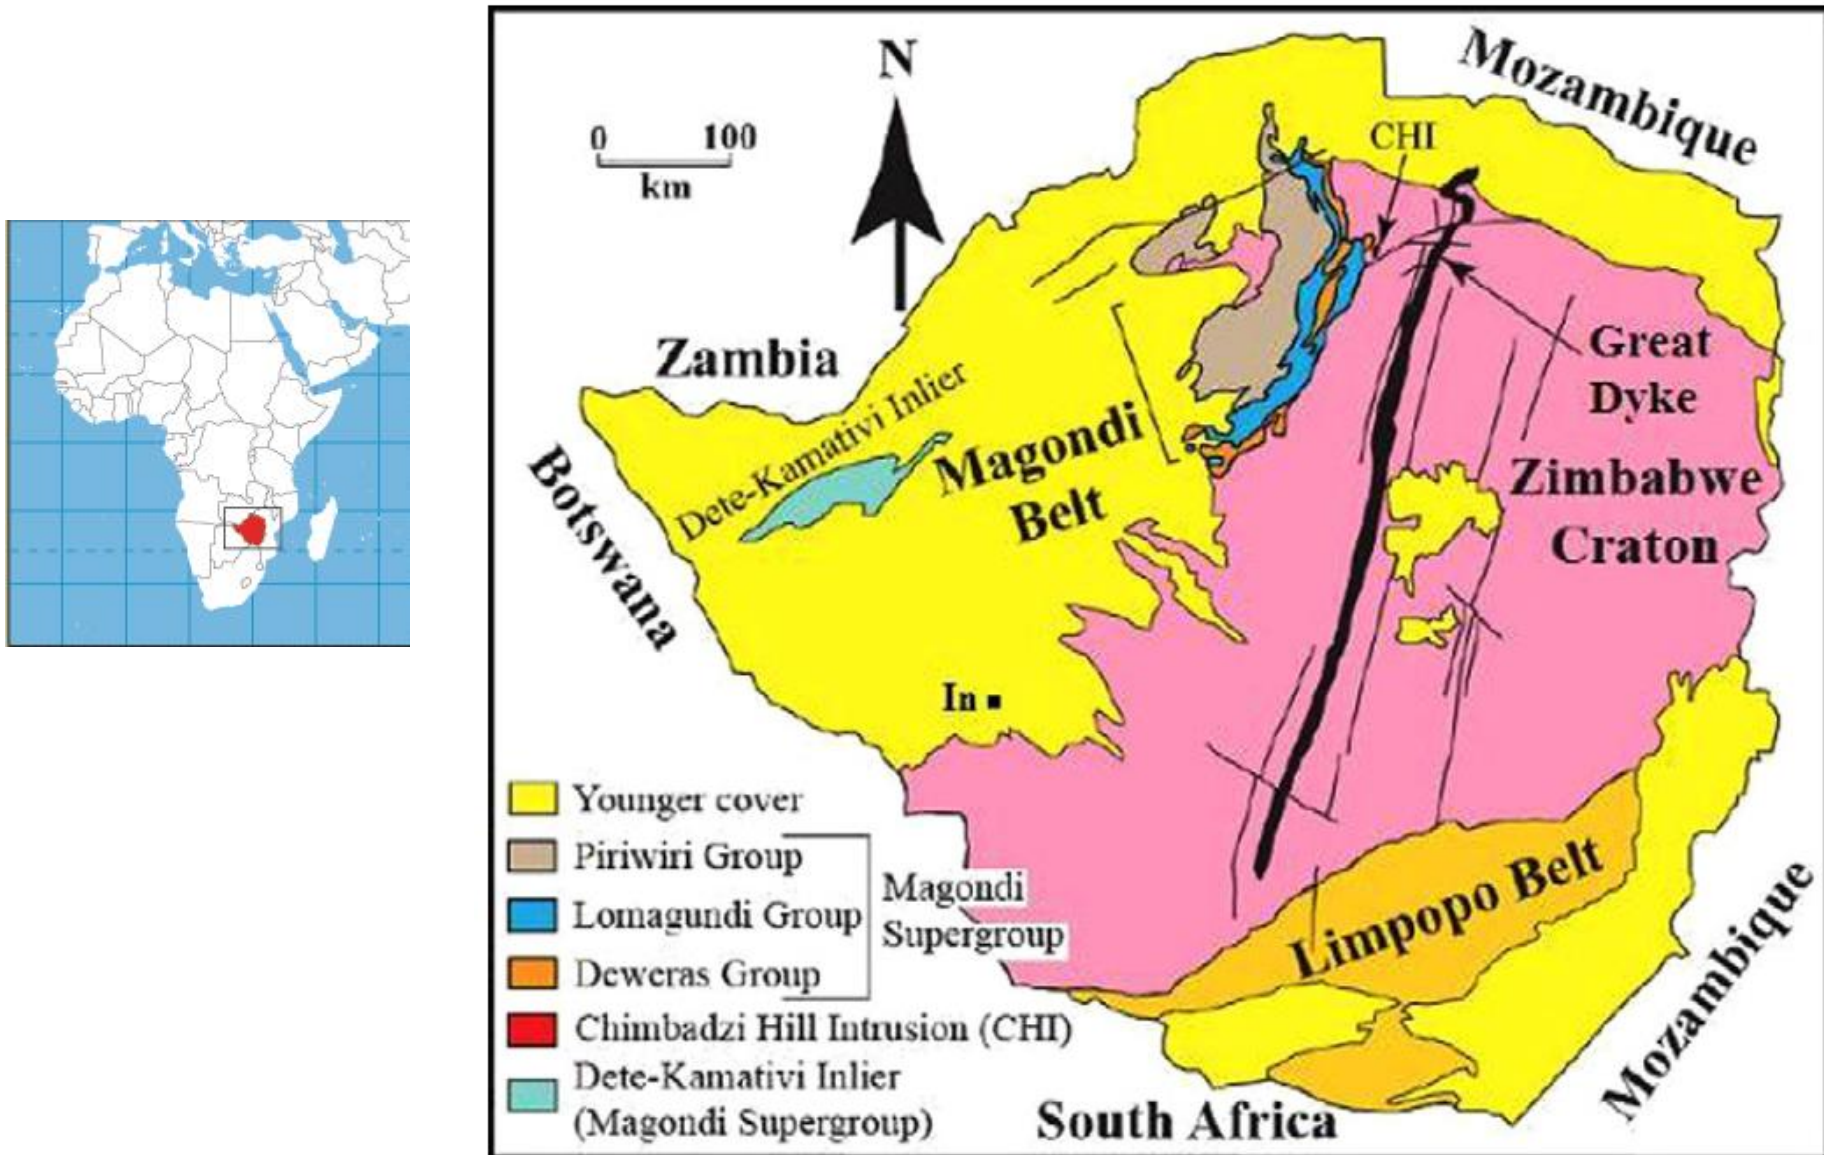 N
0 100
km
Mozambique
CHI
Zambia
Great
Dyke
Dete-Kamativi Inlier
Magondi
Belt
Botswana
Zimbabwe
Craton
In
Younger cover
Piriwiri Group
Lomagundi Group
Deweras Group
Magondi
Supergroup
Chimbadzi Hill Intrusion (CHI)
Dete-Kamativi Inlier
(Magondi Supergroup)
Limpopo Belt
Mozambique
South Africa